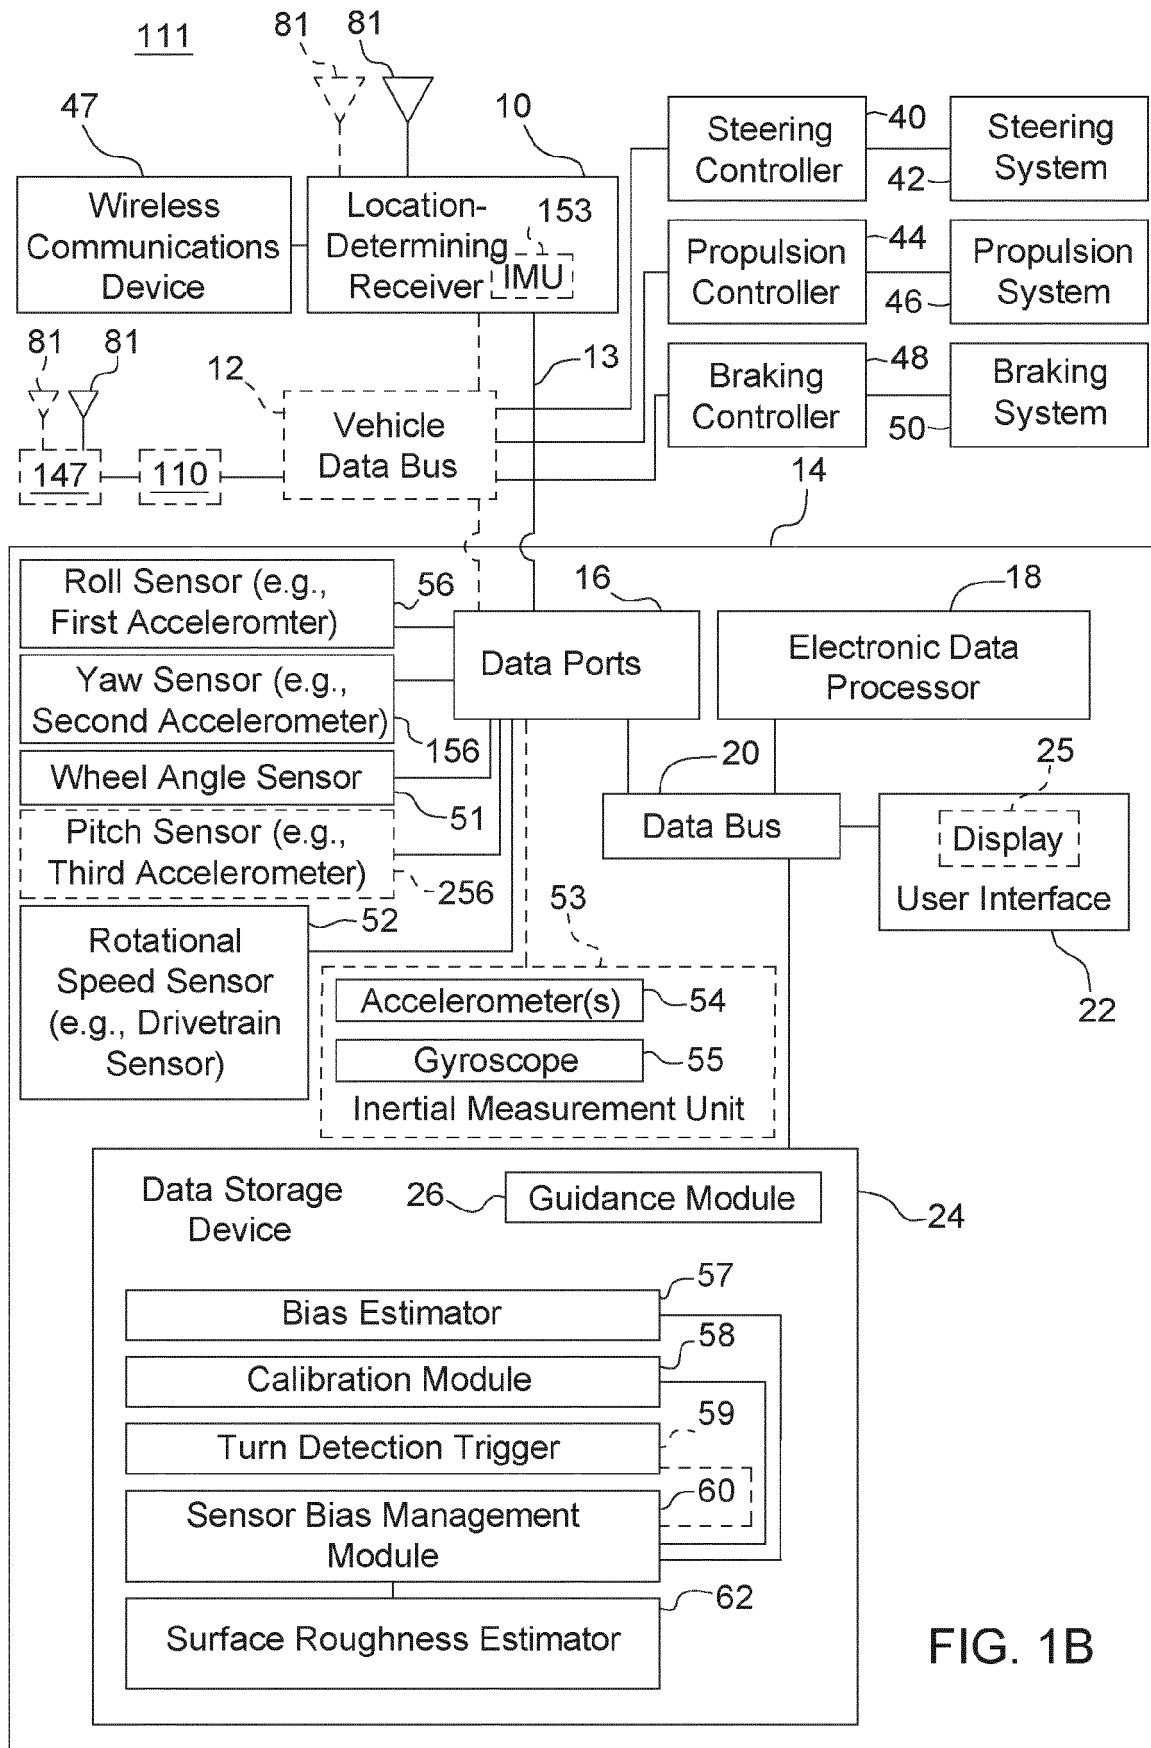 111
81
81
47
10
40
Steering
Controller
Steering
System
42
Wireless
Communications
Device
Location-
Determining
Receiver
153
IMU
44
Propulsion
Controller
Propulsion
System
46
81
81
12
13
48
Braking
Controller
Braking
System
50
Vehicle
Data Bus
147
110
14
Roll Sensor (e.g.,
First Acceleromter)
56
16
18
Data Ports
Electronic Data
Processor
Yaw Sensor (e.g.,
Second Accelerometer)
156
20
25
Wheel Angle Sensor
51
Data Bus
Display
User Interface
22
Pitch Sensor (e.g.,
Third Accelerometer)
256
52
53
Rotational
Speed Sensor
(e.g., Drivetrain
Sensor)
Accelerometer(s)
54
Gyroscope
55
Inertial Measurement Unit
Data Storage
Device
26
Guidance Module
24
57
Bias Estimator
58
Calibration Module
59
Turn Detection Trigger
60
Sensor Bias Management
Module
62
Surface Roughness Estimator
FIG. 1B